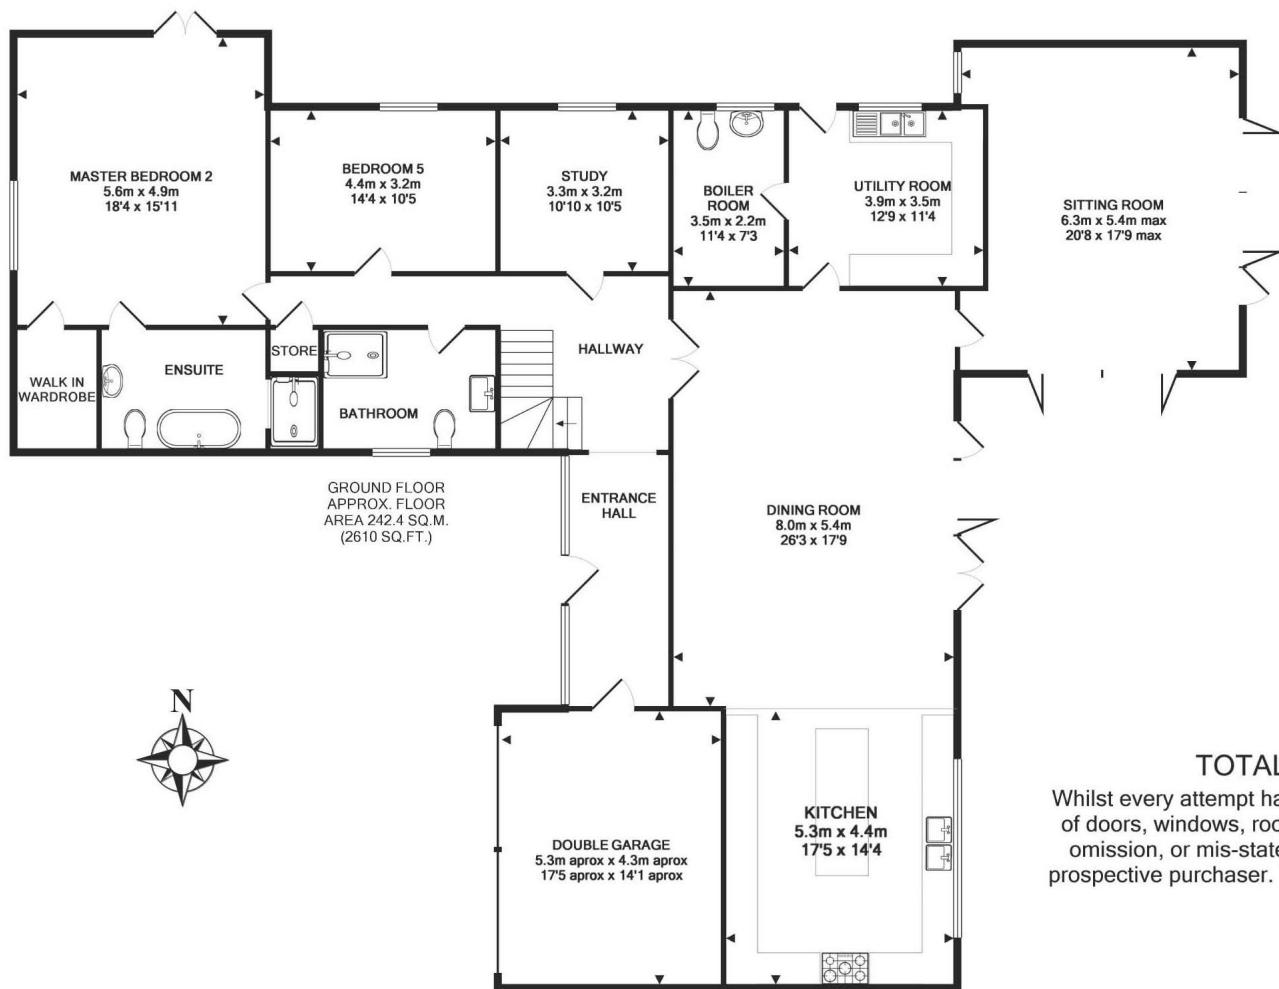 MASTER BEDROOM 2
5.6m x 4.9m
18'4 x 15'11
BEDROOM 5
4.4m x 3.2m
14'4 x 10'5
STUDY
3.3m x 3.2m
10'10 x 10'5
BOILER
ROOM
3.5m x 2.2m
11'4 x 7'3
UTILITY ROOM
3.9m x 3.5m
12'9 x 11'4
SITTING ROOM
6.3m x 5.4m max
20'8 x 17'9 max
WALK IN
WARDROBE
ENSUITE
STORE
BATHROOM
HALLWAY
GROUND FLOOR
APPROX. FLOOR
AREA 242.4 SQ.M.
(2610 SQ.FT.)
ENTRANCE
HALL
DINING ROOM
8.0m x 5.4m
26'3 x 17'9
N
DOUBLE GARAGE
5.3m aprox x 4.3m aprox
17'5 aprox x 14'1 aprox
KITCHEN
5.3m x 4.4m
17'5 x 14'4
TOTAL
Whilst every attempt ha
of doors, windows, roo
omission, or mis-state
prospective purchaser.